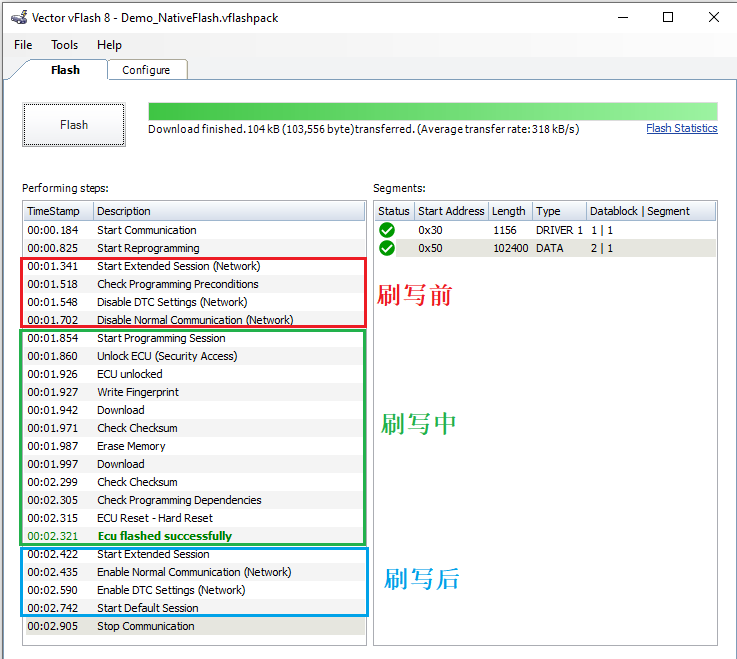 Vector vFlash 8 - Demo_NativeFlash.vflashpack
File Tools Help
Flash Configure
Flash
Download finished. 104 kB (103,556 byte)transferred. (Average transfer rate: 318 kB/s) Flash Statistics
Performing steps:
TimeStamp Description
00:00.184 Start Communication
00:00.825 Start Reprogramming
00:01.341 Start Extended Session (Network)
00:01.518 Check Programming Preconditions
00:01.548 Disable DTC Settings (Network)
00:01.702 Disable Normal Communication (Network)
00:01.854 Start Programming Session
00:01.860 Unlock ECU (Security Access)
00:01.926 ECU unlocked
00:01.927 Write Fingerprint
00:01.942 Download
00:01.971 Check Checksum
00:01.987 Erase Memory
00:01.997 Download
00:02.299 Check Checksum
00:02.305 Check Programming Dependencies
00:02.315 ECU Reset - Hard Reset
00:02.321 Ecu flashed successfully
00:02.422 Start Extended Session
00:02.435 Enable Normal Communication (Network)
00:02.590 Enable DTC Settings (Network)
00:02.742 Start Default Session
00:02.905 Stop Communication
Segments:
Status Start Address Length Type Datablock | Segment
0x30 1156 DRIVER 1 1 | 1
0x50 102400 DATA 2 | 1
刷写前
刷写中
刷写后